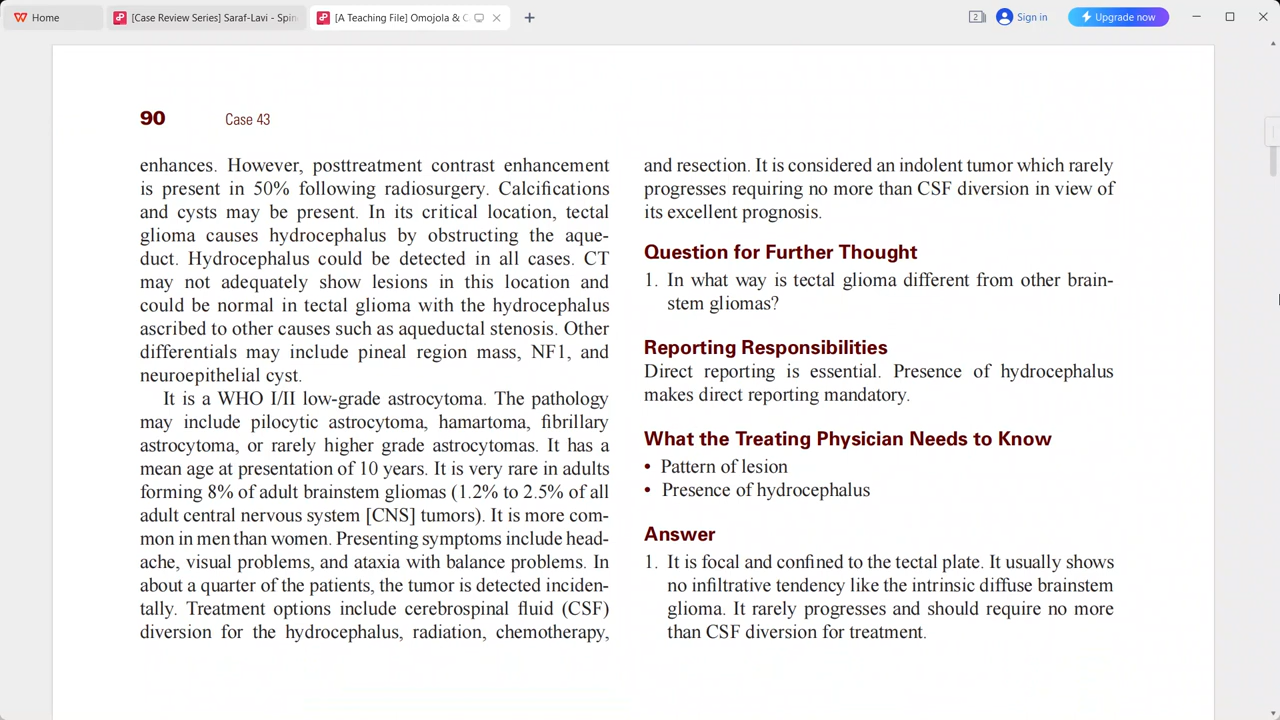 Home
[Case Review Series] Saraf-Lavi - Spin
[A Teaching File] Omojola & C
2
Sign in
Upgrade now
90
Case 43
enhances. However, posttreatment contrast enhancement
is present in 50% following radiosurgery. Calcifications
and cysts may be present. In its critical location, tectal
glioma causes hydrocephalus by obstructing the aque-
duct. Hydrocephalus could be detected in all cases. CT
may not adequately show lesions in this location and
could be normal in tectal glioma with the hydrocephalus
ascribed to other causes such as aqueductal stenosis. Other
differentials may include pineal region mass, NF1, and
neuroepithelial cyst.
It is a WHO I/II low-grade astrocytoma. The pathology
may include pilocytic astrocytoma, hamartoma, fibrillary
astrocytoma, or rarely higher grade astrocytomas. It has a
mean age at presentation of 10 years. It is very rare in adults
forming 8% of adult brainstem gliomas (1.2% to 2.5% of all
adult central nervous system [CNS] tumors). It is more com-
mon in men than women. Presenting symptoms include head-
ache, visual problems, and ataxia with balance problems. In
about a quarter of the patients, the tumor is detected inciden-
tally. Treatment options include cerebrospinal fluid (CSF)
diversion for the hydrocephalus, radiation, chemotherapy,
and resection. It is considered an indolent tumor which rarely
progresses requiring no more than CSF diversion in view of
its excellent prognosis.
Question for Further Thought
1. In what way is tectal glioma different from other brain-
stem gliomas?
Reporting Responsibilities
Direct reporting is essential. Presence of hydrocephalus
makes direct reporting mandatory.
What the Treating Physician Needs to Know
• Pattern of lesion
• Presence of hydrocephalus
Answer
1. It is focal and confined to the tectal plate. It usually shows
no infiltrative tendency like the intrinsic diffuse brainstem
glioma. It rarely progresses and should require no more
than CSF diversion for treatment.